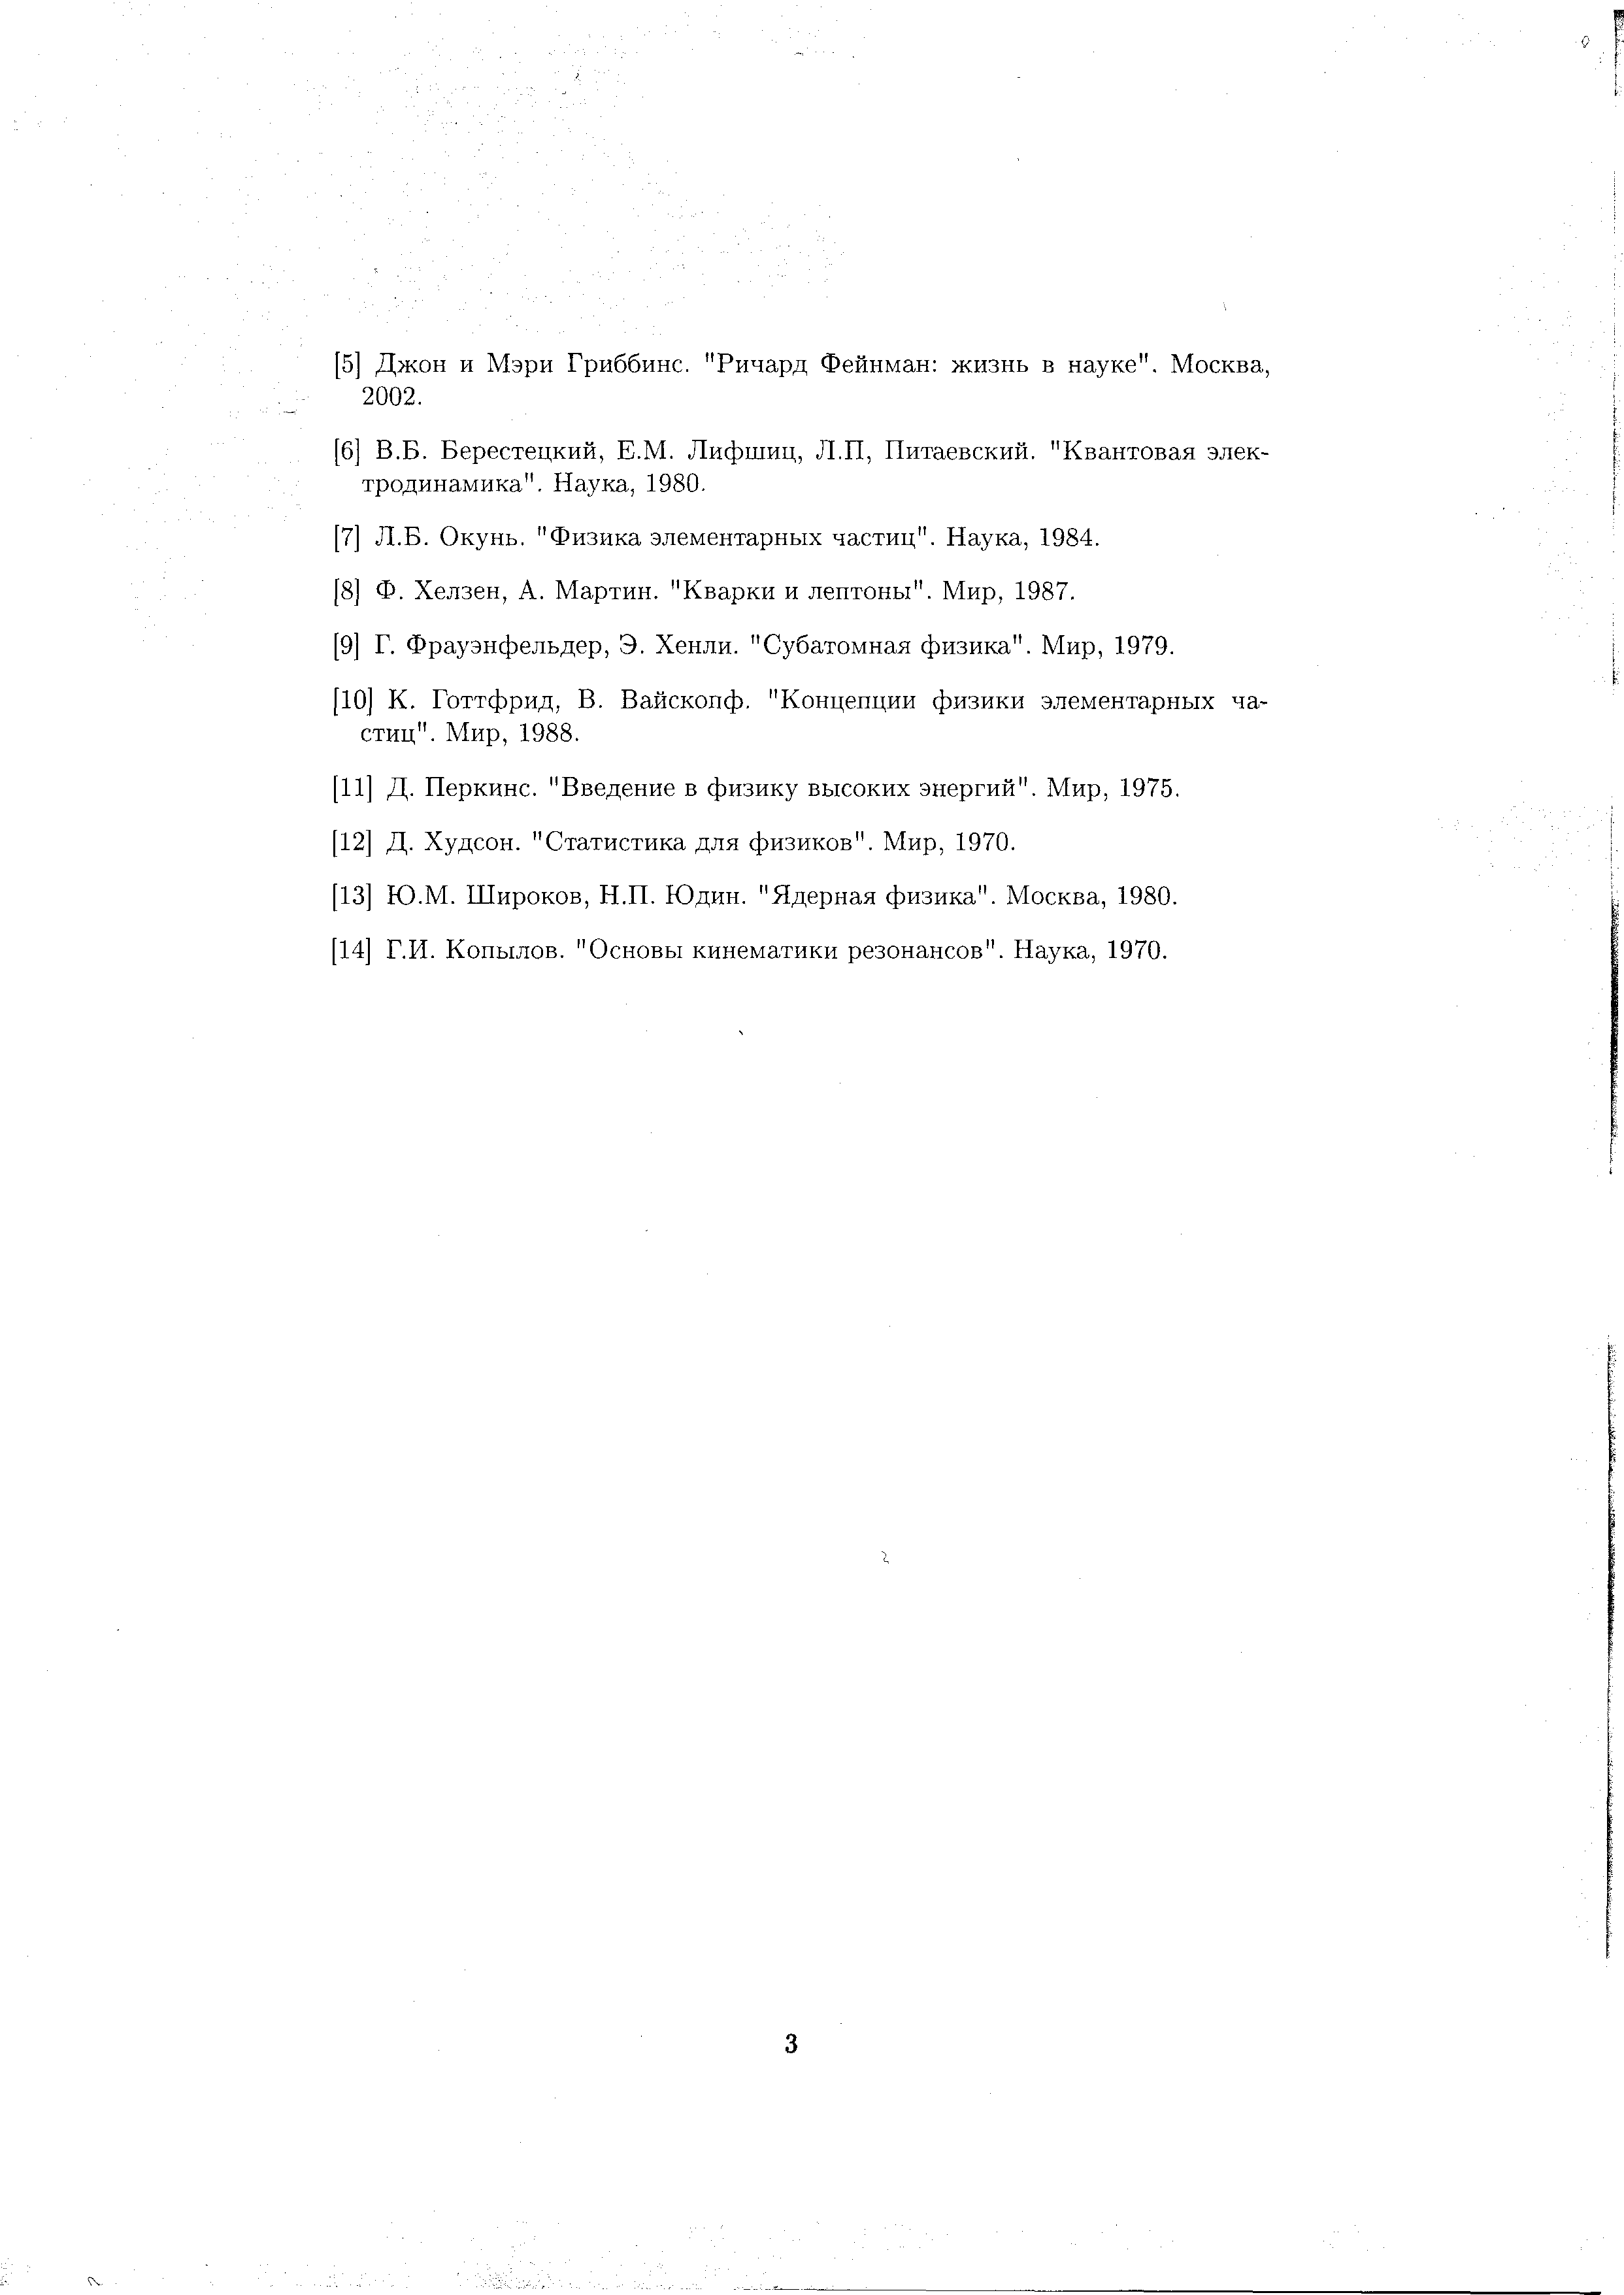 [5] Джон и Мэри Гриббинс. "Ричард Фейнман: жизнь в науке". Москва,
2002.
[6] В.Б. Берестецкий, Е.М. Лифшиц, Л.П, Питаевский. "Квантовая элек-
тродинамика". Наука, 1980.
[7] Л.Б. Окунь. "Физика элементарных частиц". Наука, 1984.
[8] Ф. Хелзен, А. Мартин. "Кварки и лептоны". Мир, 1987.
[9] Г. Фрауэнфельдер, Э. Хенли. "Субатомная физика". Мир, 1979.
[10] К. Готтфрид, В. Вайскопф. "Концепции физики элементарных ча-
стиц". Мир, 1988.
[11] Д. Перкинс. "Введение в физику высоких энергий". Мир, 1975.
[12] Д. Худсон. "Статистика для физиков". Мир, 1970.
[13] Ю.М. Широков, Н.П. Юдин. "Ядерная физика". Москва, 1980.
[14] Г.И. Копылов. "Основы кинематики резонансов". Наука, 1970.
3